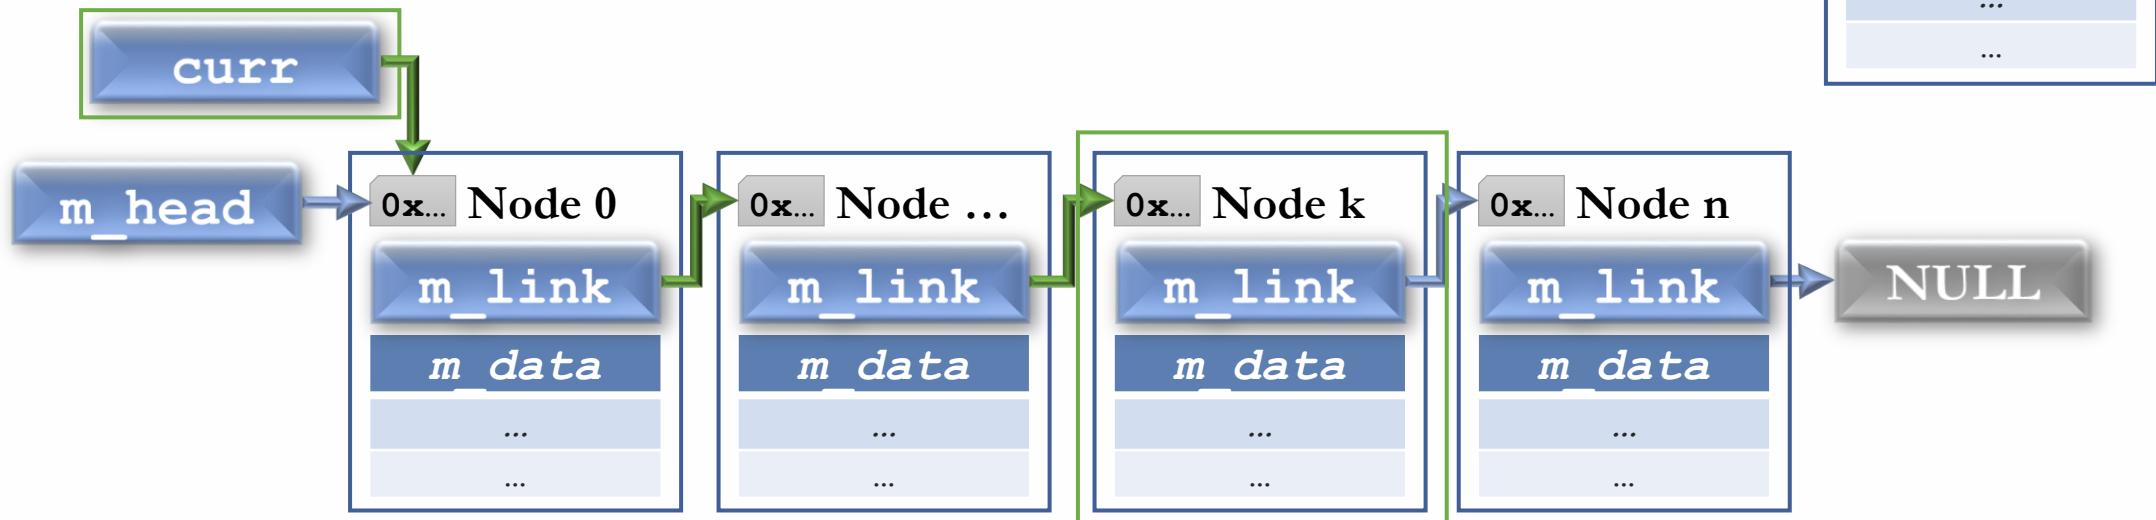 ...
...
curr
m_head
0x... Node 0
0x... Node ...
0x... Node k
0x... Node n
m_link
m_link
m_link
m_link
NULL
m_data
m_data
m_data
m_data
...
...
...
...
...
...
...
...